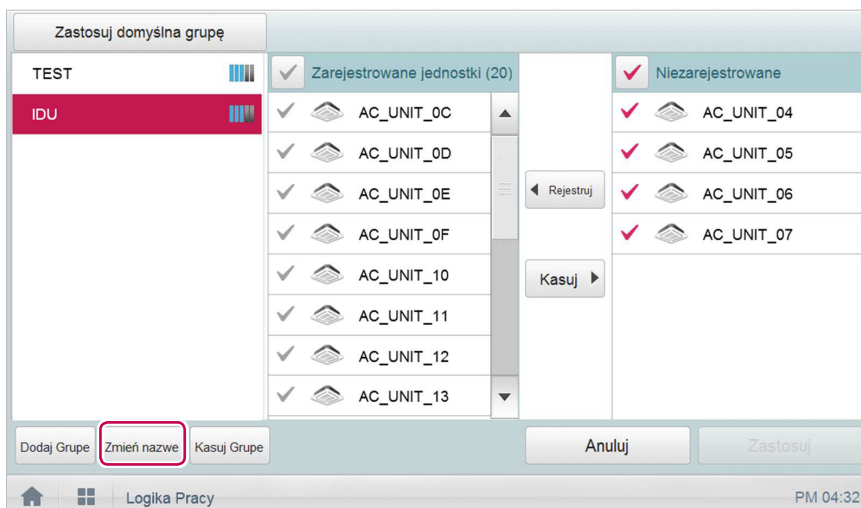 Zastosuj domyślna grupę
TEST
IDU
Zarejestrowane jednostki (20)
AC_UNIT_0C
AC_UNIT_0D
AC_UNIT_0E
AC_UNIT_0F
AC_UNIT_10
AC_UNIT_11
AC_UNIT_12
AC_UNIT_13
Rejestruj
Kasuj
Niezarejestrowane
AC_UNIT_04
AC_UNIT_05
AC_UNIT_06
AC_UNIT_07
Dodaj Grupe
Zmień nazwe
Kasuj Grupe
Anuluj
Zastosuj
Logika Pracy
PM 04:32